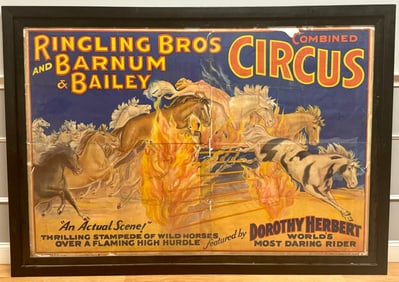 RINGLING BRO'S
AND BARNUM
& BAILEY
COMBINED
CIRCUS
"An Actual Scene!"
THRILLING STAMPEDE OF WILD HORSES
OVER A FLAMING HIGH HURDLE
featured by
DOROTHY HERBERT
WORLD'S
MOST DARING RIDER